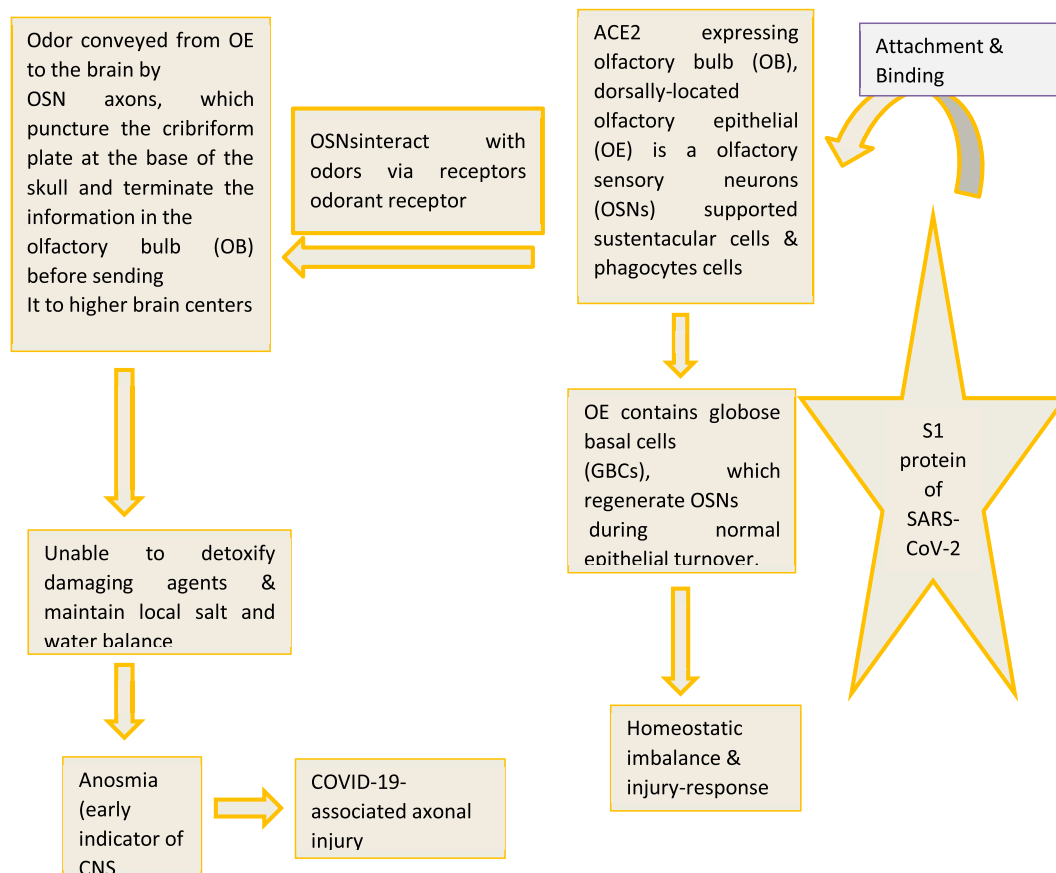 Odor conveyed from OE
to the brain by
OSN axons, which
puncture the cribriform
plate at the base of the
skull and terminate the
information in the
olfactory bulb (OB)
before sending
It to higher brain centers
OSNsinteract with
odors via receptors
odorant receptor
ACE2 expressing
olfactory bulb (OB),
dorsally-located
olfactory epithelial
(OE) is a olfactory
sensory neurons
(OSNs) supported
sustentacular cells &
phagocytes cells
Attachment &
Binding
S1
protein
of
SARS-
CoV-2
OE contains globose
basal cells
(GBCs), which
regenerate OSNs
during normal
epithelial turnover.
Homeostatic
imbalance &
injury-response
Unable to detoxify
damaging agents &
maintain local salt and
water balance
Anosmia
(early
indicator of
CNS
COVID-19-
associated axonal
injury